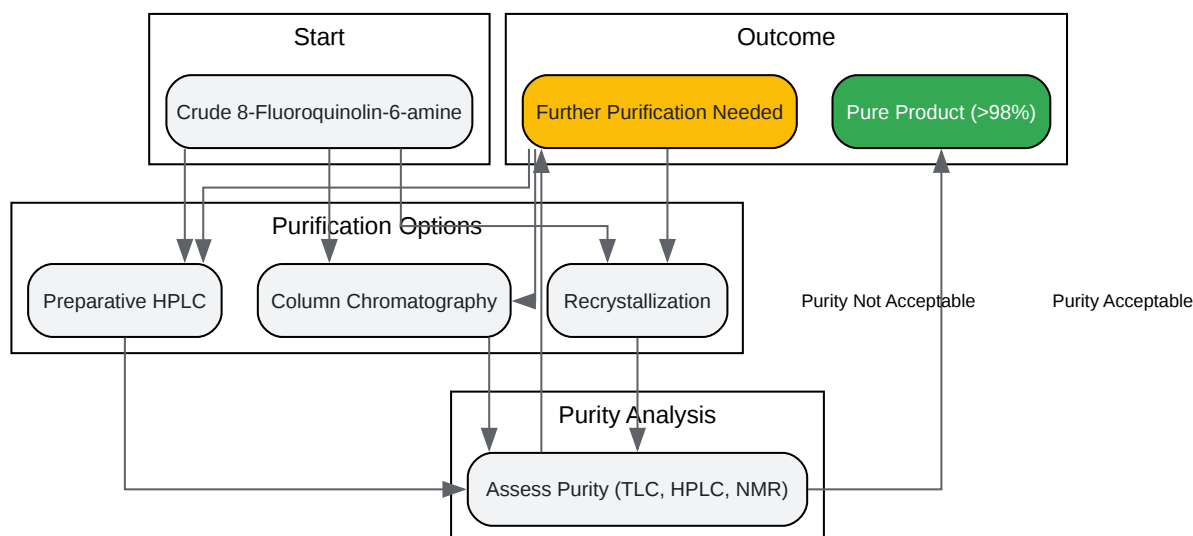 Start
Outcome
Crude 8-Fluoroquinolin-6-amine
Further Purification Needed
Pure Product (>98%)
Purification Options
Preparative HPLC
Column Chromatography
Recrystallization
Purity Not Acceptable
Purity Acceptable
Purity Analysis
Assess Purity (TLC, HPLC, NMR)